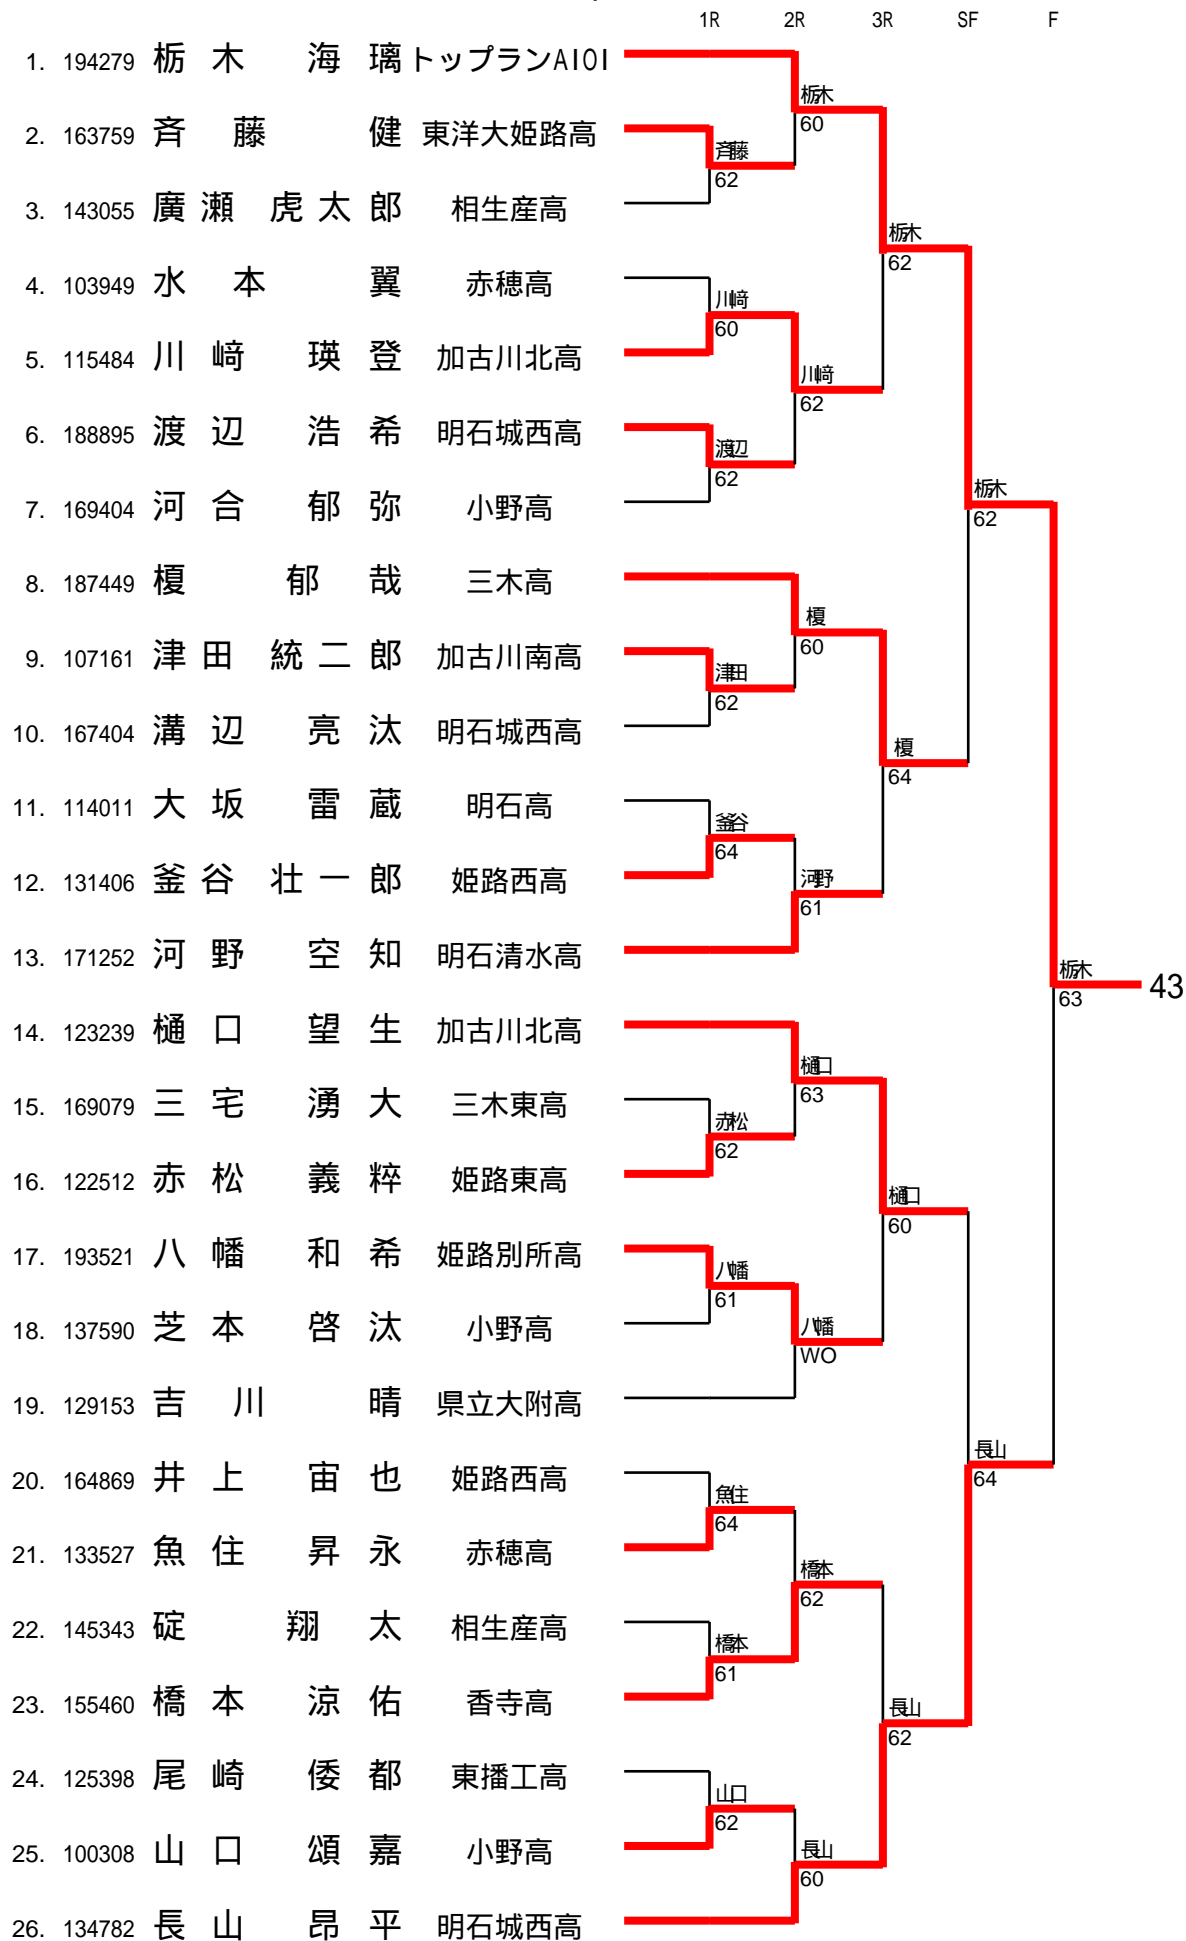 1R 2R 3R SF F
1. 194279 栃木 海璃 トップランAIOI
栃木
60
2. 163759 斉藤 健 東洋大姫路高
斉藤
62
3. 143055 廣瀬 虎太郎 相生産高
栃木
62
4. 103949 水本 翼 赤穂高
川﨑
60
5. 115484 川﨑 瑛登 加古川北高
川﨑
62
6. 188895 渡辺 浩希 明石城西高
渡辺
62
7. 169404 河合 郁弥 小野高
栃木
62
8. 187449 榎 郁哉 三木高
榎
60
9. 107161 津田 統二郎 加古川南高
津田
62
10. 167404 溝辺 亮汰 明石城西高
榎
64
11. 114011 大坂 雷蔵 明石高
釜谷
64
12. 131406 釜谷 壮一郎 姫路西高
河野
61
13. 171252 河野 空知 明石清水高
栃木
63
43
14. 123239 樋口 望生 加古川北高
樋口
63
15. 169079 三宅 湧大 三木東高
赤松
62
16. 122512 赤松 義粋 姫路東高
樋口
60
17. 193521 八幡 和希 姫路別所高
八幡
61
18. 137590 芝本 啓汰 小野高
八幡
WO
19. 129153 吉川 晴 県立大附高
長山
64
20. 164869 井上 宙也 姫路西高
魚住
64
21. 133527 魚住 昇永 赤穂高
橋本
62
22. 145343 碇 翔太 相生産高
橋本
61
23. 155460 橋本 涼佑 香寺高
長山
62
24. 125398 尾崎 倭都 東播工高
山口
62
25. 100308 山口 頌嘉 小野高
長山
60
26. 134782 長山 昂平 明石城西高